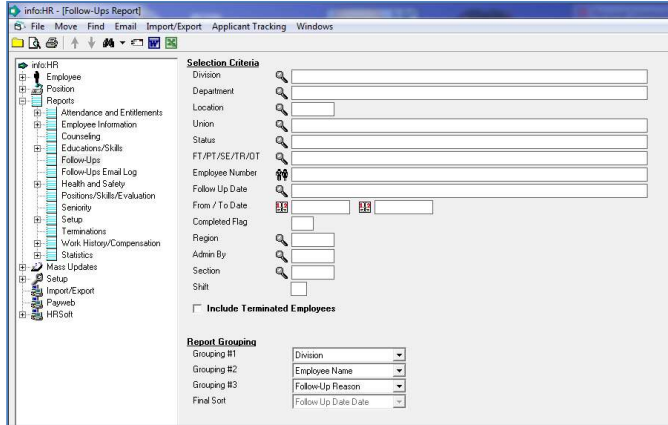 info:HR - [Follow-Ups Report]
File Move Find Email Import/Export Applicant Tracking Windows
info:HR
Employee
Position
Reports
Attendance and Entitlements
Employee Information
Counseling
Educations/Skills
Follow-Ups
Follow-Ups Email Log
Health and Safety
Positions/Skills/Evaluation
Seniority
Setup
Terminations
Work History/Compensation
Statistics
Mass Updates
Setup
Import/Export
Payweb
HRSoft
Selection Criteria
Division
Department
Location
Union
Status
FT/PT/SE/TR/OT
Employee Number
Follow Up Date
From / To Date
Completed Flag
Region
Admin By
Section
Shift
Include Terminated Employees
Report Grouping
Grouping #1 Division
Grouping #2 Employee Name
Grouping #3 Follow-Up Reason
Final Sort Follow Up Date Date